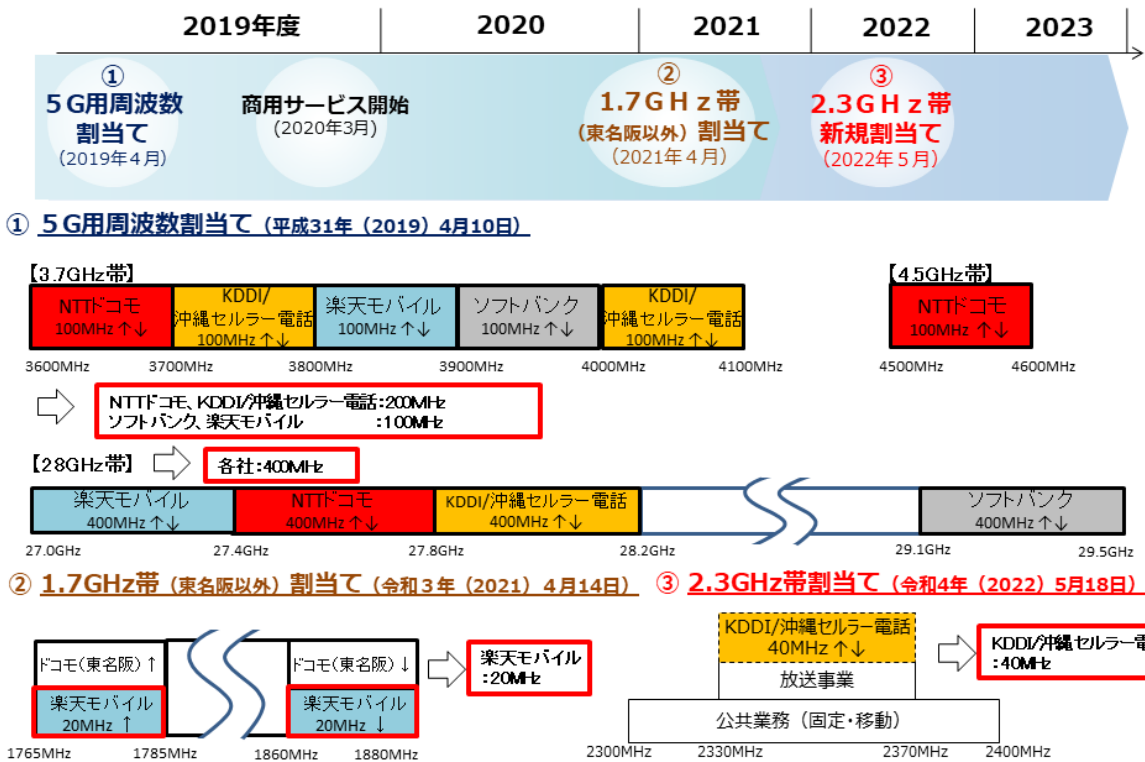 2019年度 2020 2021 2022 2023
①
5G用周波数
割当て
(2019年4月)
商用サービス開始
(2020年3月)
②
1.7GHz帯
(東名阪以外)割当て
(2021年4月)
③
2.3GHz帯
新規割当て
(2022年5月)
① 5G用周波数割当て(平成31年(2019)4月10日)
【3.7GHz帯】
NTTドコモ
100MHz ↑↓
KDDI/
沖縄セルラー電話
100MHz ↑↓
楽天モバイル
100MHz ↑↓
ソフトバンク
100MHz ↑↓
KDDI/
沖縄セルラー電話
100MHz ↑↓
3600MHz 3700MHz 3800MHz 3900MHz 4000MHz 4100MHz
【4.5GHz帯】
NTTドコモ
100MHz ↑↓
4500MHz 4600MHz
NTTドコモ、KDDI/沖縄セルラー電話:200MHz
ソフトバンク、楽天モバイル :100MHz
【28GHz帯】
各社:400MHz
楽天モバイル
400MHz ↑↓
NTTドコモ
400MHz ↑↓
KDDI/沖縄セルラー電話
400MHz ↑↓
ソフトバンク
400MHz ↑↓
27.0GHz 27.4GHz 27.8GHz 28.2GHz 29.1GHz 29.5GHz
② 1.7GHz帯(東名阪以外)割当て(令和3年(2021)4月14日)
ドコモ(東名阪)↑
楽天モバイル
20MHz ↑
ドコモ(東名阪)↓
楽天モバイル
20MHz ↓
1765MHz 1785MHz 1860MHz 1880MHz
楽天モバイル
:20MHz
③ 2.3GHz帯割当て(令和4年(2022)5月18日)
KDDI/沖縄セルラー電話
40MHz ↑↓
放送事業
公共業務(固定・移動)
2300MHz 2330MHz 2370MHz 2400MHz
KDDI/沖縄セルラー電
:40MHz